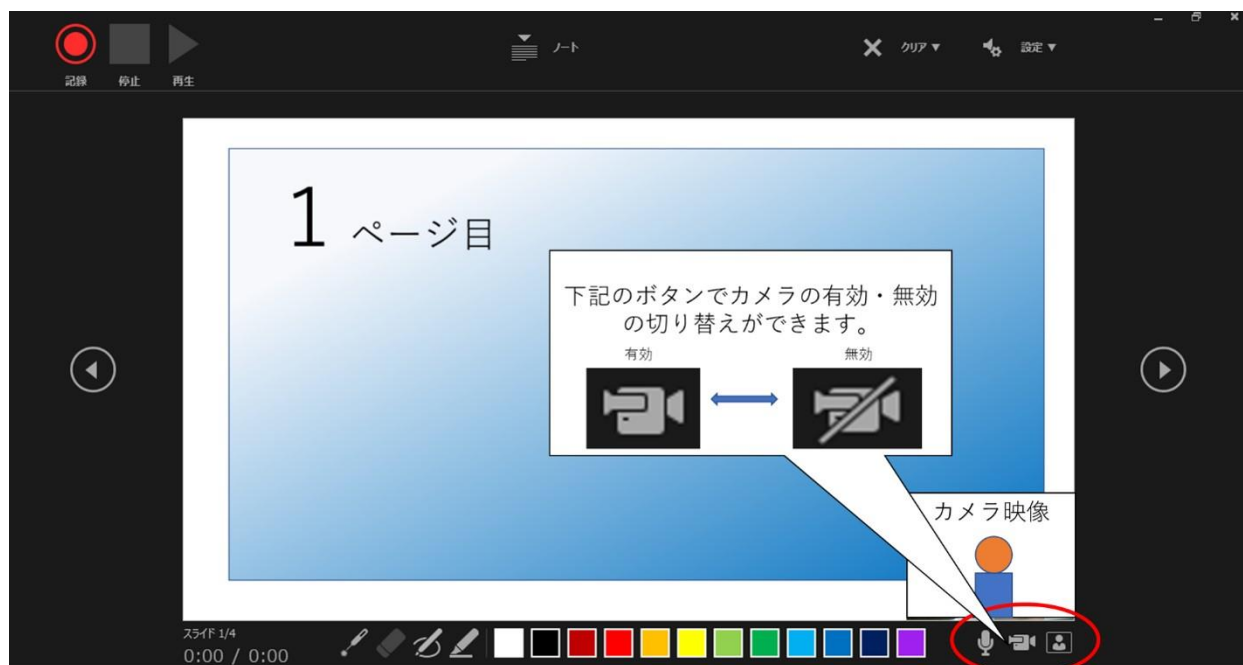 記録 停止 再生
ノート
クリア▼
設定▼
1 ページ目
下記のボタンでカメラの有効・無効
の切り替えができます。
有効 無効
カメラ映像
スライド 1/4
0:00 / 0:00